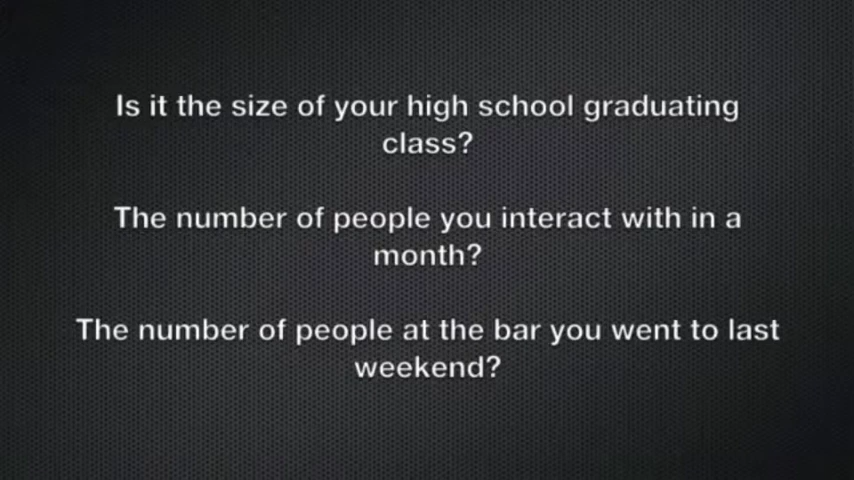 Is it the size of your high school graduating
class?
The number of people you interact with in a
month?
The number of people at the bar you went to last
weekend?